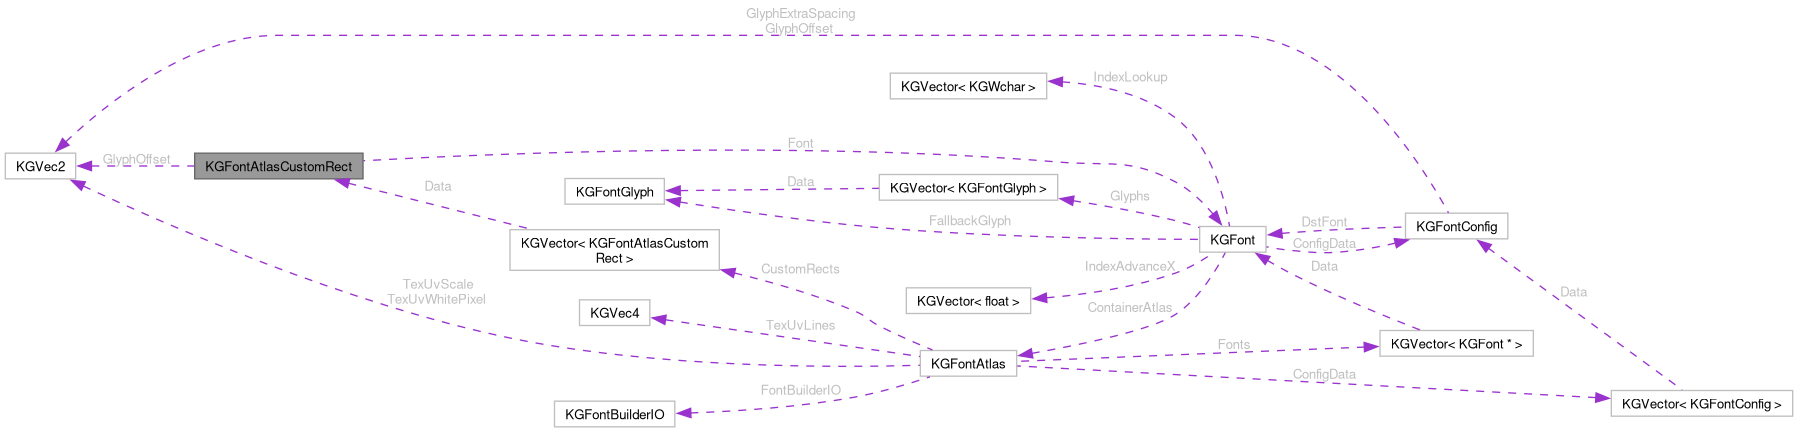 GlyphExtraSpacing
GlyphOffset
IndexLookup
KGVector< KGWchar >
Font
GlyphOffset
KGVec2
KGFontAtlasCustomRect
Data
Data
KGVector< KGFontGlyph >
KGFontGlyph
Glyphs
FallbackGlyph
DstFont
KGFontConfig
KGFont
ConfigData
KGVector< KGFontAtlasCustom
Rect >
CustomRects
IndexAdvanceX
Data
TexUvScale
TexUvWhitePixel
Data
KGVector< float >
ContainerAtlas
KGVec4
TexUvLines
Fonts
KGVector< KGFont * >
KGFontAtlas
ConfigData
FontBuilderIO
KGVector< KGFontConfig >
KGFontBuilderIO